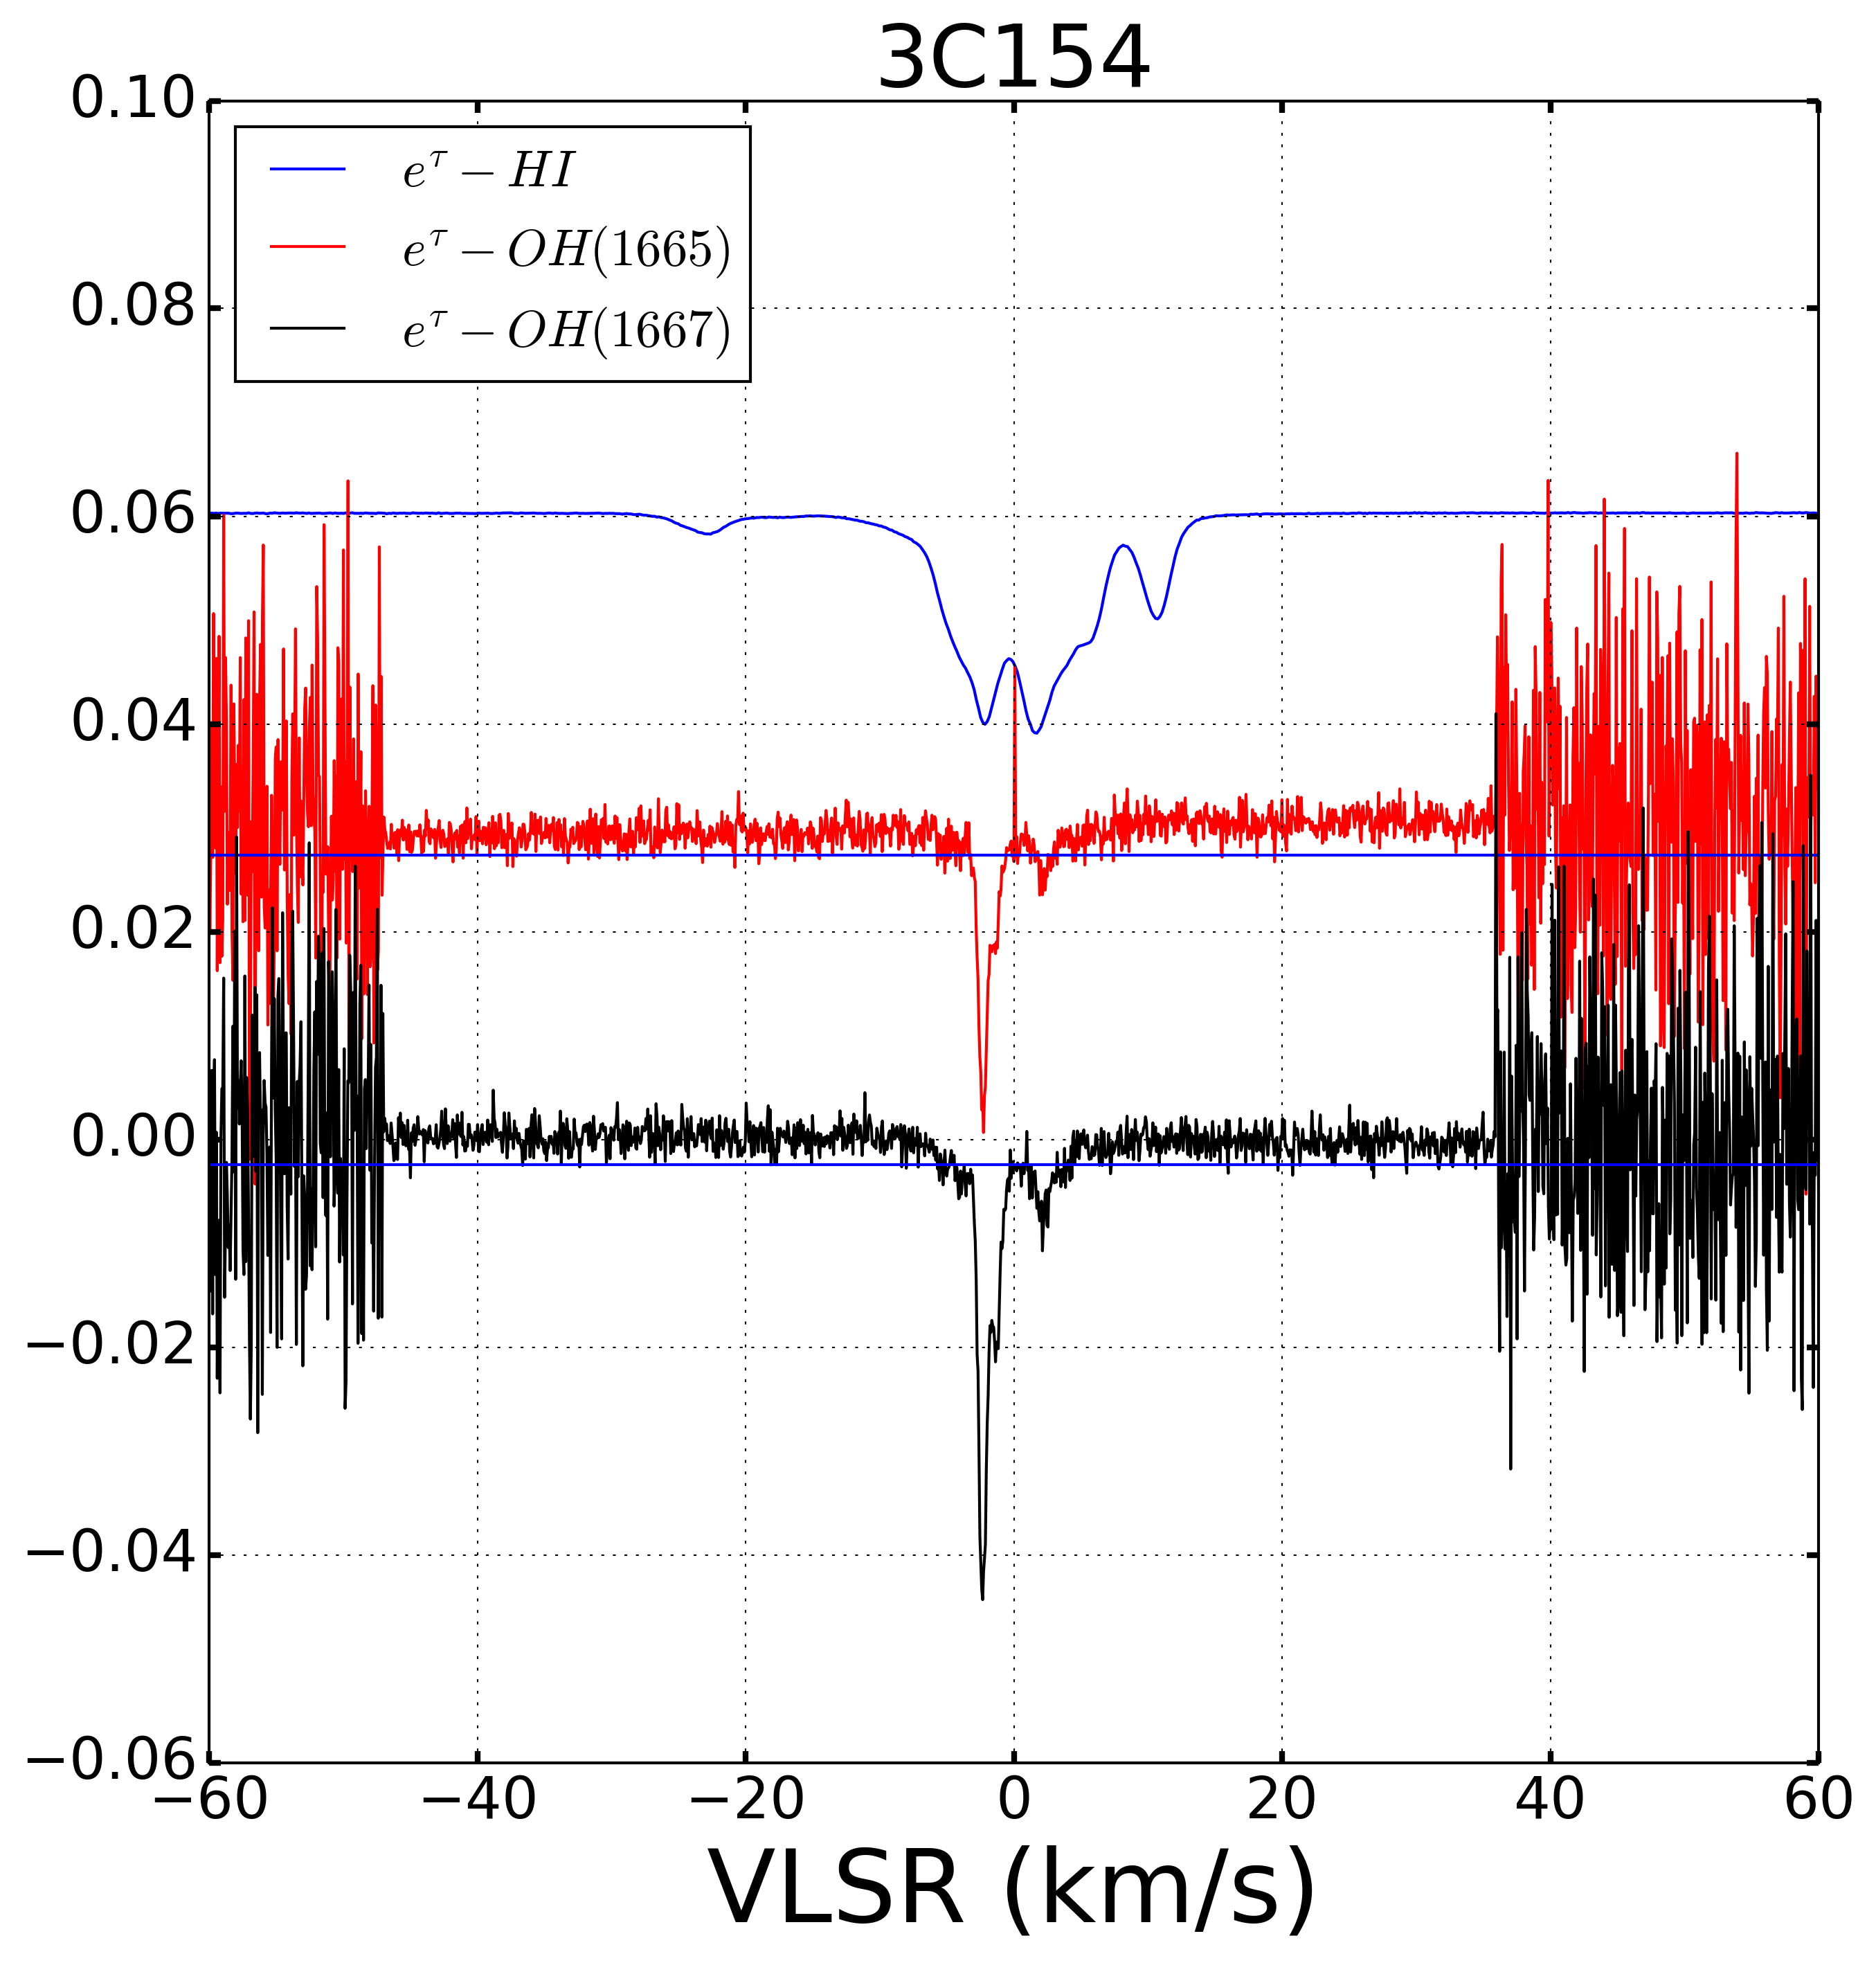 3C154
0.10
0.08
0.06
0.04
0.02
0.00
−0.02
−0.04
−0.06
e^τ − HI
e^τ − OH(1665)
e^τ − OH(1667)
−60 −40 −20 0 20 40 60
VLSR (km/s)